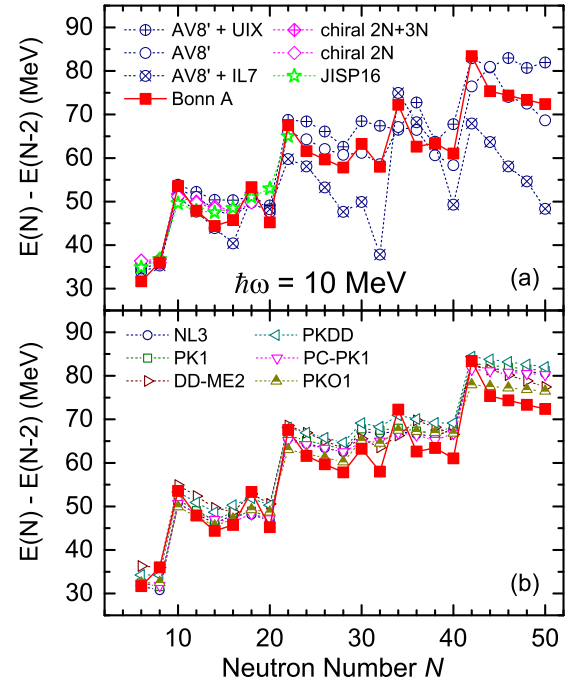 AV8' + UIX
chiral 2N+3N
AV8'
chiral 2N
AV8' + IL7
JISP16
Bonn A
E(N) - E(N-2) (MeV)
90
80
70
60
50
40
30
ħω = 10 MeV
(a)
NL3
PKDD
PK1
PC-PK1
DD-ME2
PKO1
E(N) - E(N-2) (MeV)
90
80
70
60
50
40
30
(b)
10 20 30 40 50
Neutron Number N